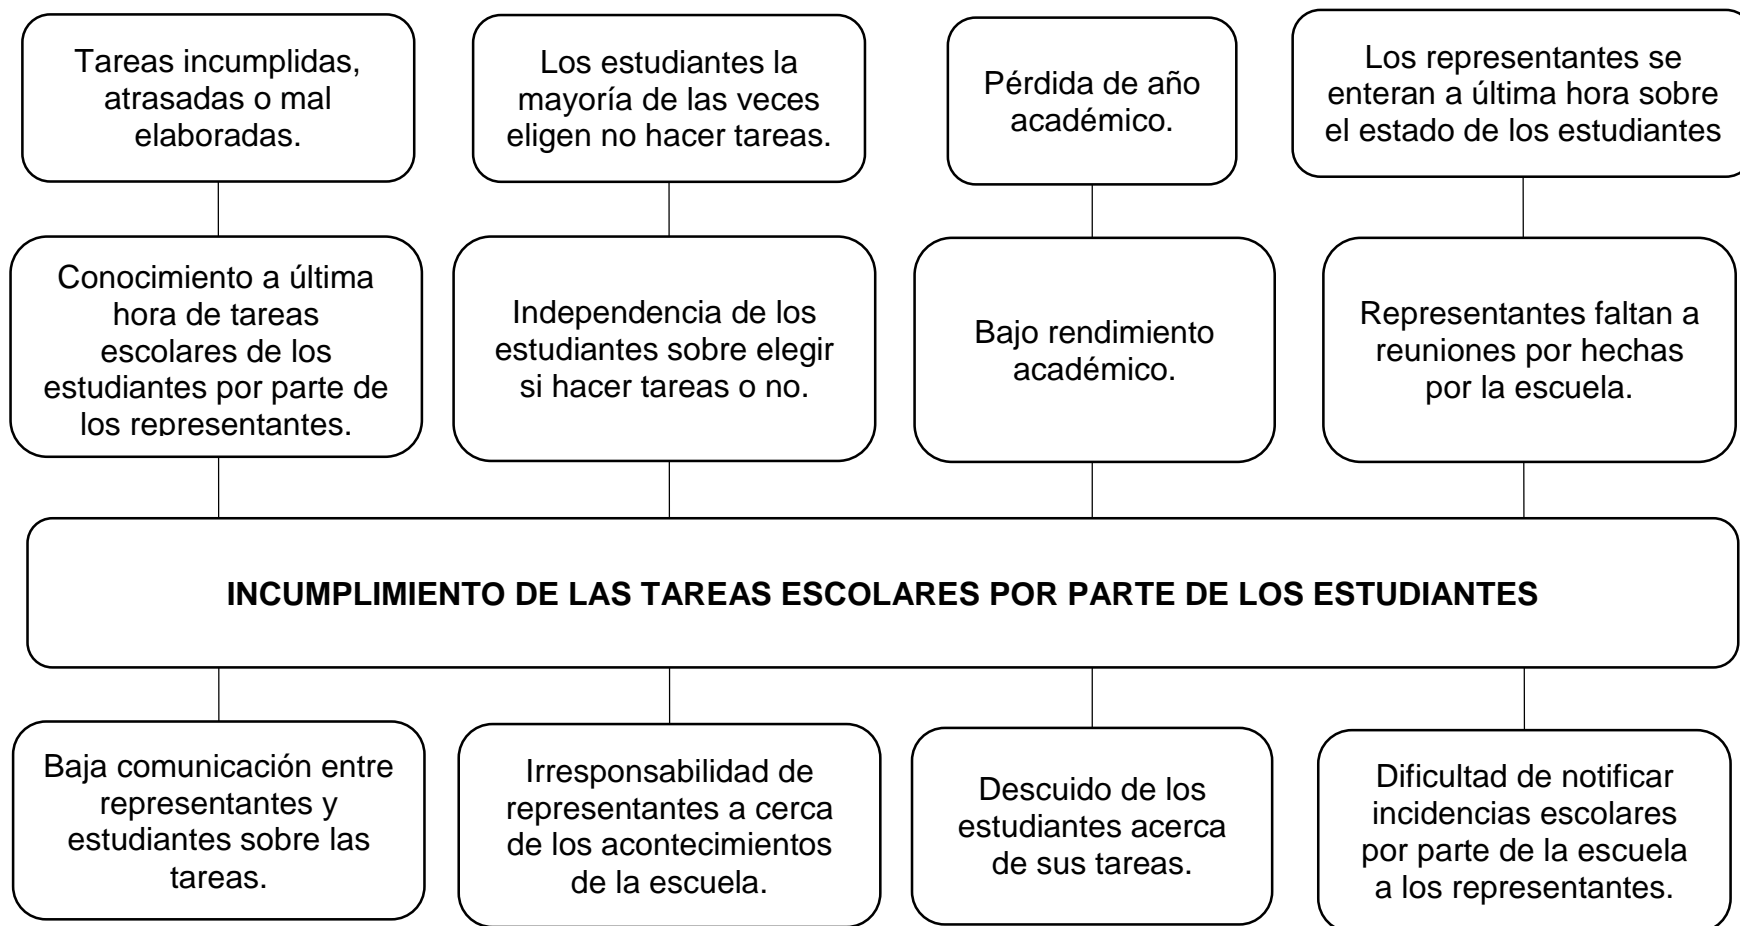 Tareas incumplidas,
atrasadas o mal
elaboradas.
Los estudiantes la
mayoría de las veces
eligen no hacer tareas.
Pérdida de año
académico.
Los representantes se
enteran a última hora sobre
el estado de los estudiantes
Conocimiento a última
hora de tareas
escolares de los
estudiantes por parte de
los representantes.
Independencia de los
estudiantes sobre elegir
si hacer tareas o no.
Bajo rendimiento
académico.
Representantes faltan a
reuniones por hechas
por la escuela.
INCUMPLIMIENTO DE LAS TAREAS ESCOLARES POR PARTE DE LOS ESTUDIANTES
Baja comunicación entre
representantes y
estudiantes sobre las
tareas.
Irresponsabilidad de
representantes a cerca
de los acontecimientos
de la escuela.
Descuido de los
estudiantes acerca
de sus tareas.
Dificultad de notificar
incidencias escolares
por parte de la escuela
a los representantes.